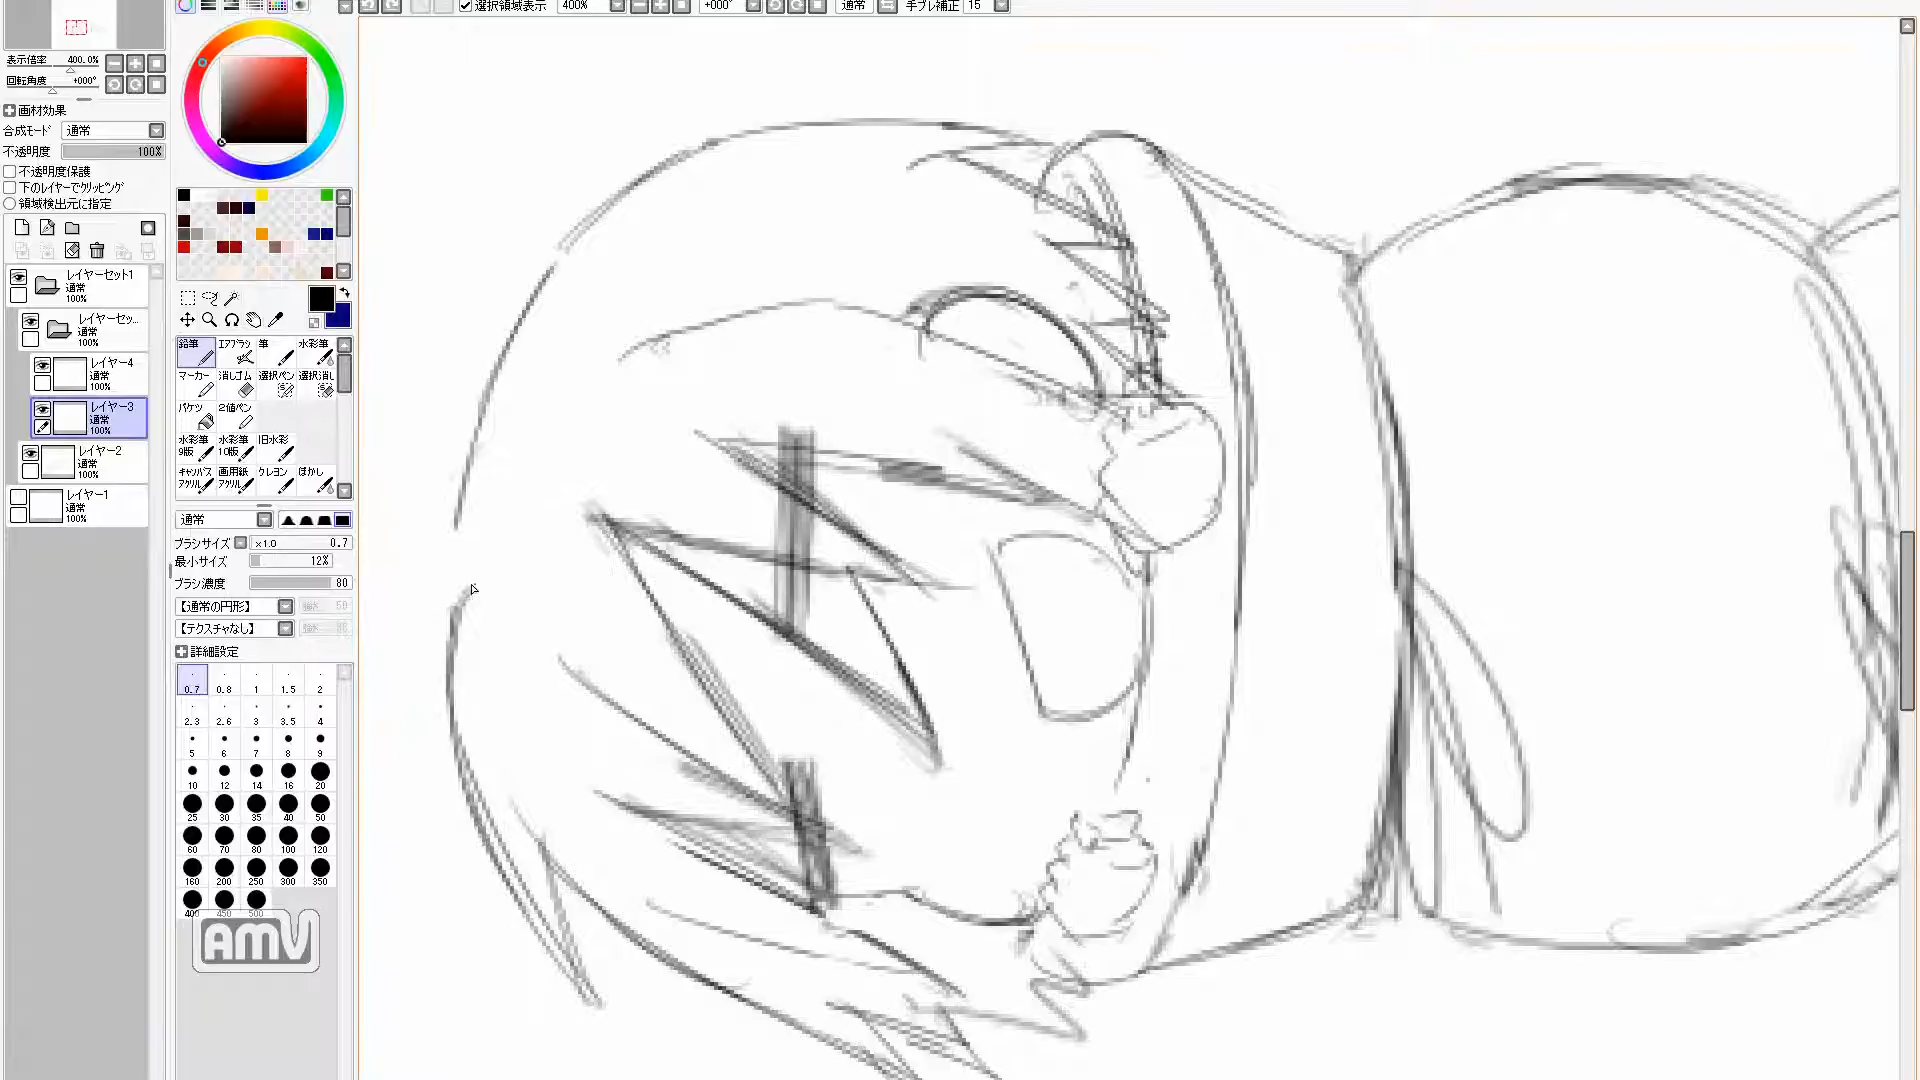 選択領域表示 400% +000° 通常 手ブレ補正 15
表示倍率 400.0%
回転角度 +000°
画材効果
合成モード 通常
不透明度 100%
不透明度保護
下のレイヤーでクリッピング
領域検出元に指定
レイヤーセット1
通常
100%
レイヤーセッ...
通常
100%
レイヤー4
通常
100%
レイヤー3
通常
100%
レイヤー2
通常
100%
レイヤー1
通常
100%
鉛筆 エアブラシ 筆 水彩筆
マーカー 消しゴム 選択ペン 選択消し
バケツ 2値ペン
水彩筆 水彩筆 旧水彩
9版 10版
キャンバス 画用紙 クレヨン ぼかし
アクリル アクリル
通常
ブラシサイズ ×1.0 0.7
最小サイズ 12%
ブラシ濃度 80
【通常の円形】 強さ 50
【テクスチャなし】
詳細設定
0.7 0.8 1 1.5 2
2.3 2.6 3 3.5 4
5 6 7 8 9
10 12 14 16 20
25 30 35 40 50
60 70 80 100 120
160 200 250 300 350
400 450 500
AMV